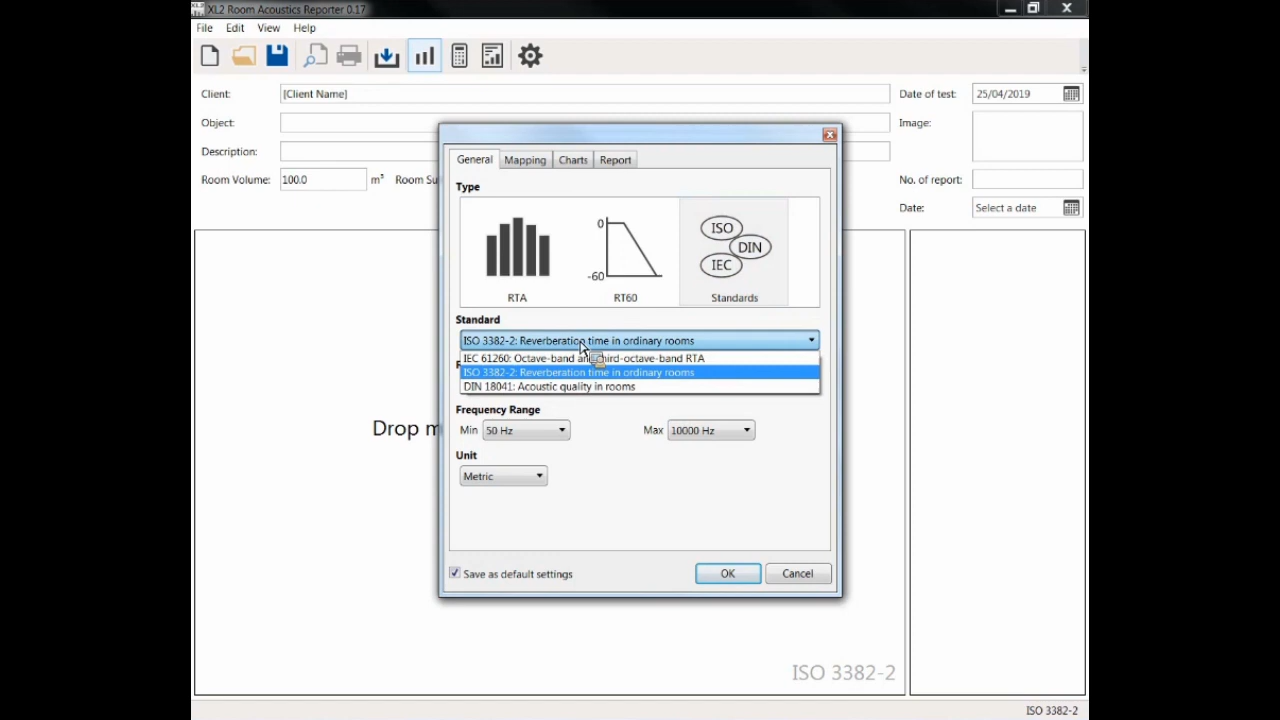 XL2 Room Acoustics Reporter 0.17
File Edit View Help
Client: [Client Name] Date of test: 25/04/2019
Object: Image:
Description:
Room Volume: 100.0 m³ Room Su No. of report:
Date: Select a date
General Mapping Charts Report
Type
0
-60
ISO
DIN
IEC
RTA RT60 Standards
Standard
ISO 3382-2: Reverberation time in ordinary rooms
IEC 61260: Octave-band an hird-octave-band RTA
ISO 3382-2: Reverberation time in ordinary rooms
DIN 18041: Acoustic quality in rooms
Frequency Range
Drop m
Min 50 Hz Max 10000 Hz
Unit
Metric
Save as default settings OK Cancel
ISO 3382-2
ISO 3382-2